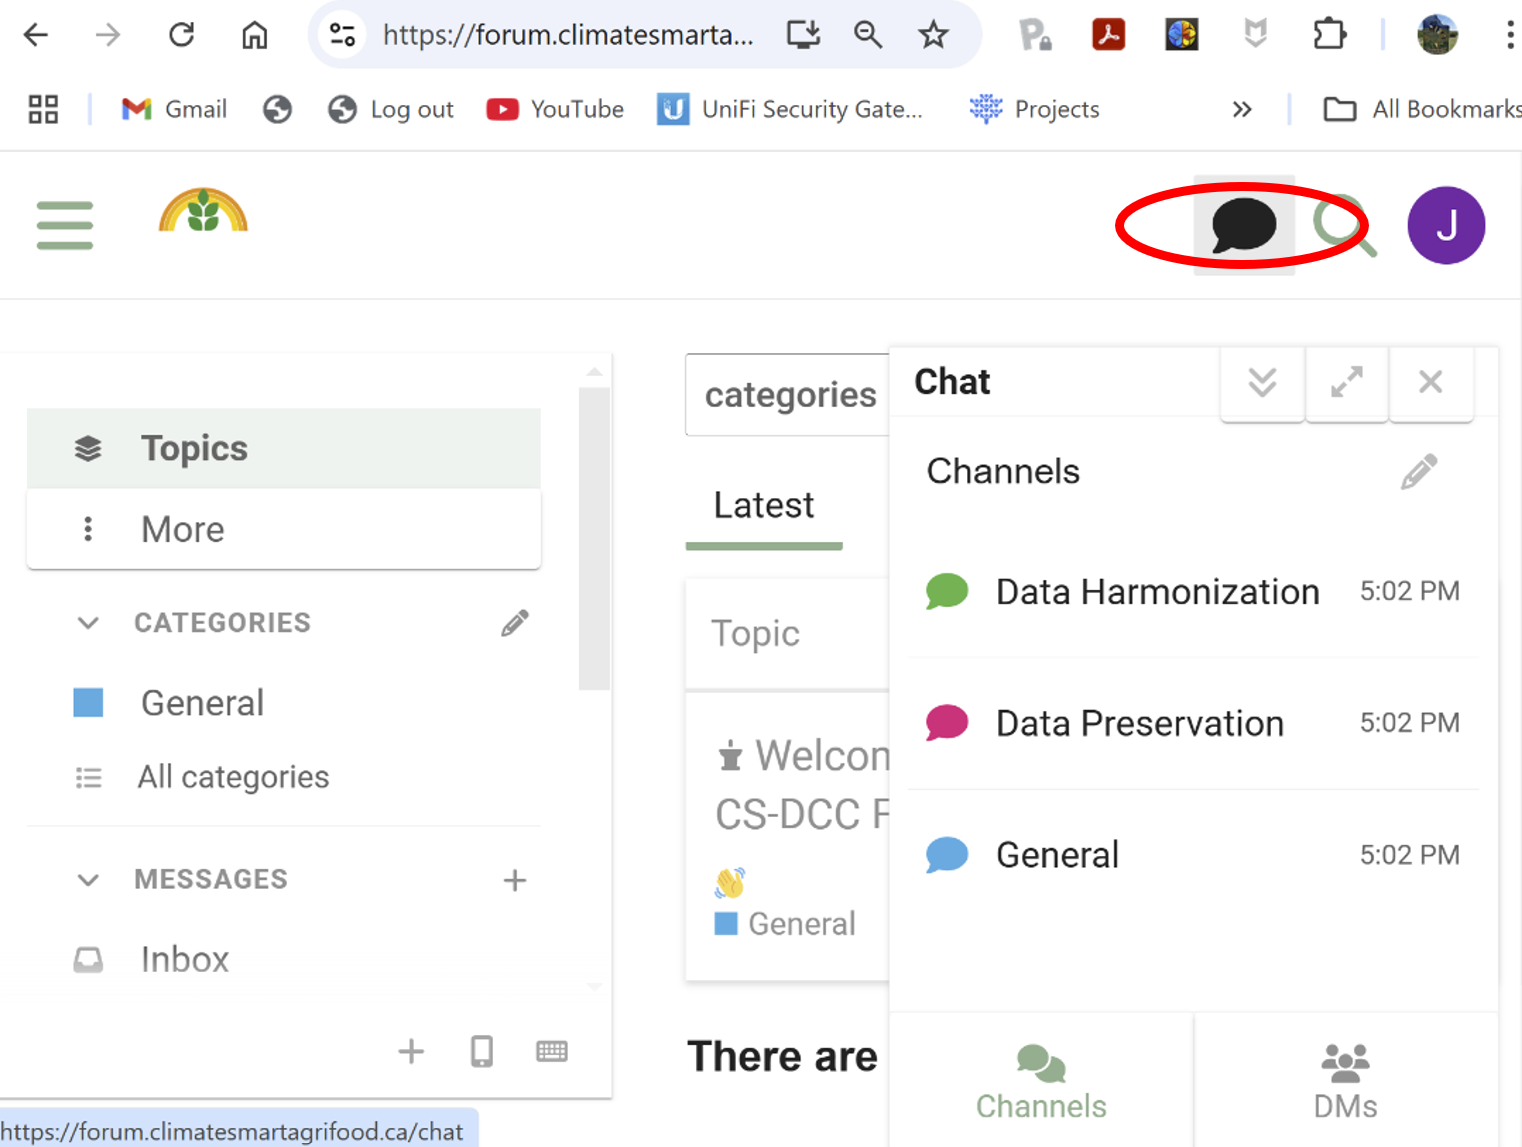 https://forum.climatesmarta...
Gmail
Log out
YouTube
UniFi Security Gate...
Projects
All Bookmarks
J
Topics
More
CATEGORIES
General
All categories
MESSAGES
Inbox
categories
Latest
Topic
Welcom
CS-DCC F
General
There are
Chat
Channels
Data Harmonization 5:02 PM
Data Preservation 5:02 PM
General 5:02 PM
Channels
DMs
https://forum.climatesmartagrifood.ca/chat